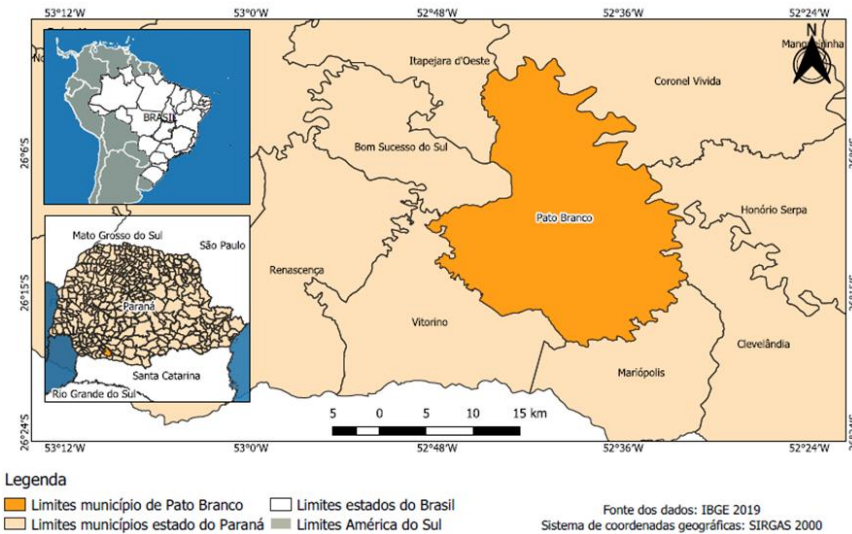 53°12'W 53°0'W 52°48'W 52°36'W 52°24'W
N
Itapejara d'Oeste
Coronel Vivida
BRASIL
26°6'S
Bom Sucesso do Sul
Pato Branco
Honório Serpa
Mato Grosso do Sul
São Paulo
Renascença
26°15'S
Paraná
Vitorino
Clevelândia
Mariópolis
Santa Catarina
Rio Grande do Sul
5 0 5 10 15 km
26°24'S
53°12'W 53°0'W 52°48'W 52°36'W 52°24'W
Legenda
Limites município de Pato Branco Limites estados do Brasil
Limites municípios estado do Paraná Limites América do Sul
Fonte dos dados: IBGE 2019
Sistema de coordenadas geográficas: SIRGAS 2000